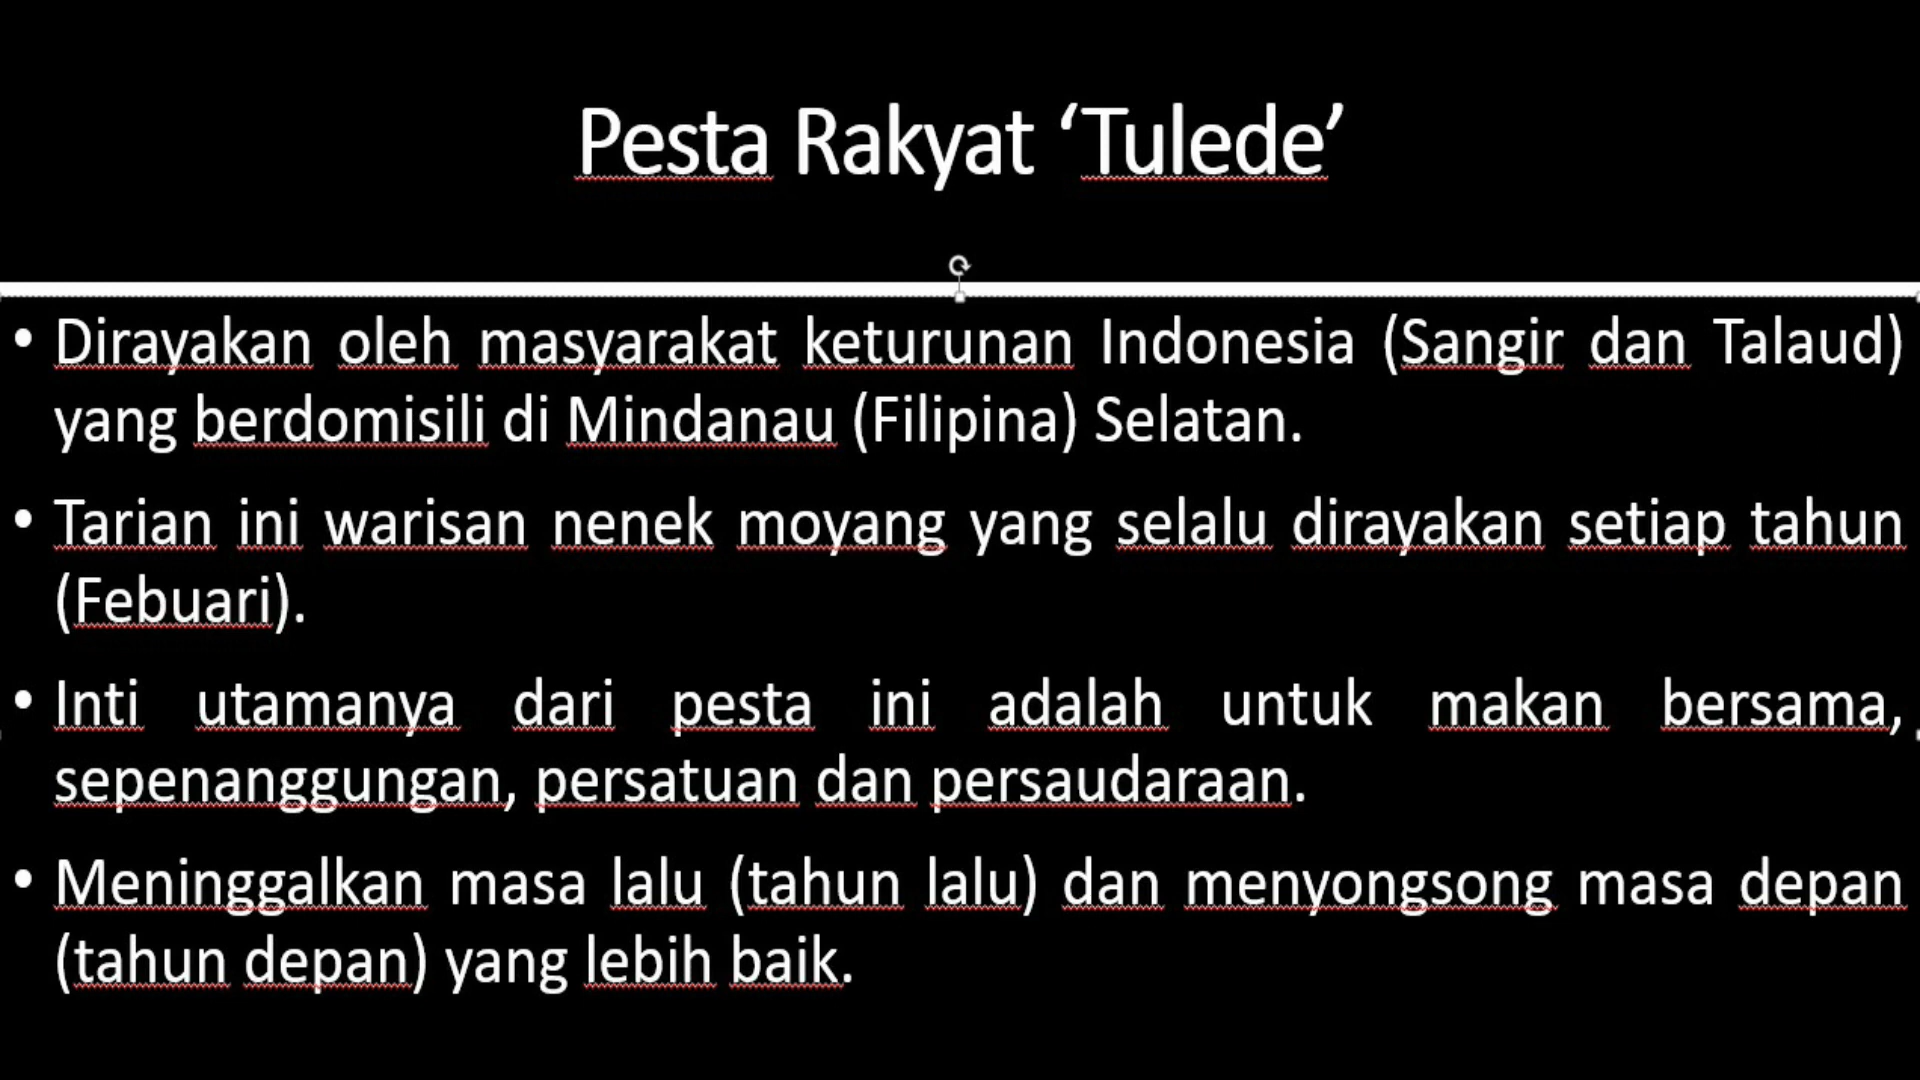 Pesta Rakyat ‘Tulede’
• Dirayakan oleh masyarakat keturunan Indonesia (Sangir dan Talaud)
yang berdomisili di Mindanau (Filipina) Selatan.
• Tarian ini warisan nenek moyang yang selalu dirayakan setiap tahun
(Febuari).
• Inti utamanya dari pesta ini adalah untuk makan bersama,
sepenanggungan, persatuan dan persaudaraan.
• Meninggalkan masa lalu (tahun lalu) dan menyongsong masa depan
(tahun depan) yang lebih baik.